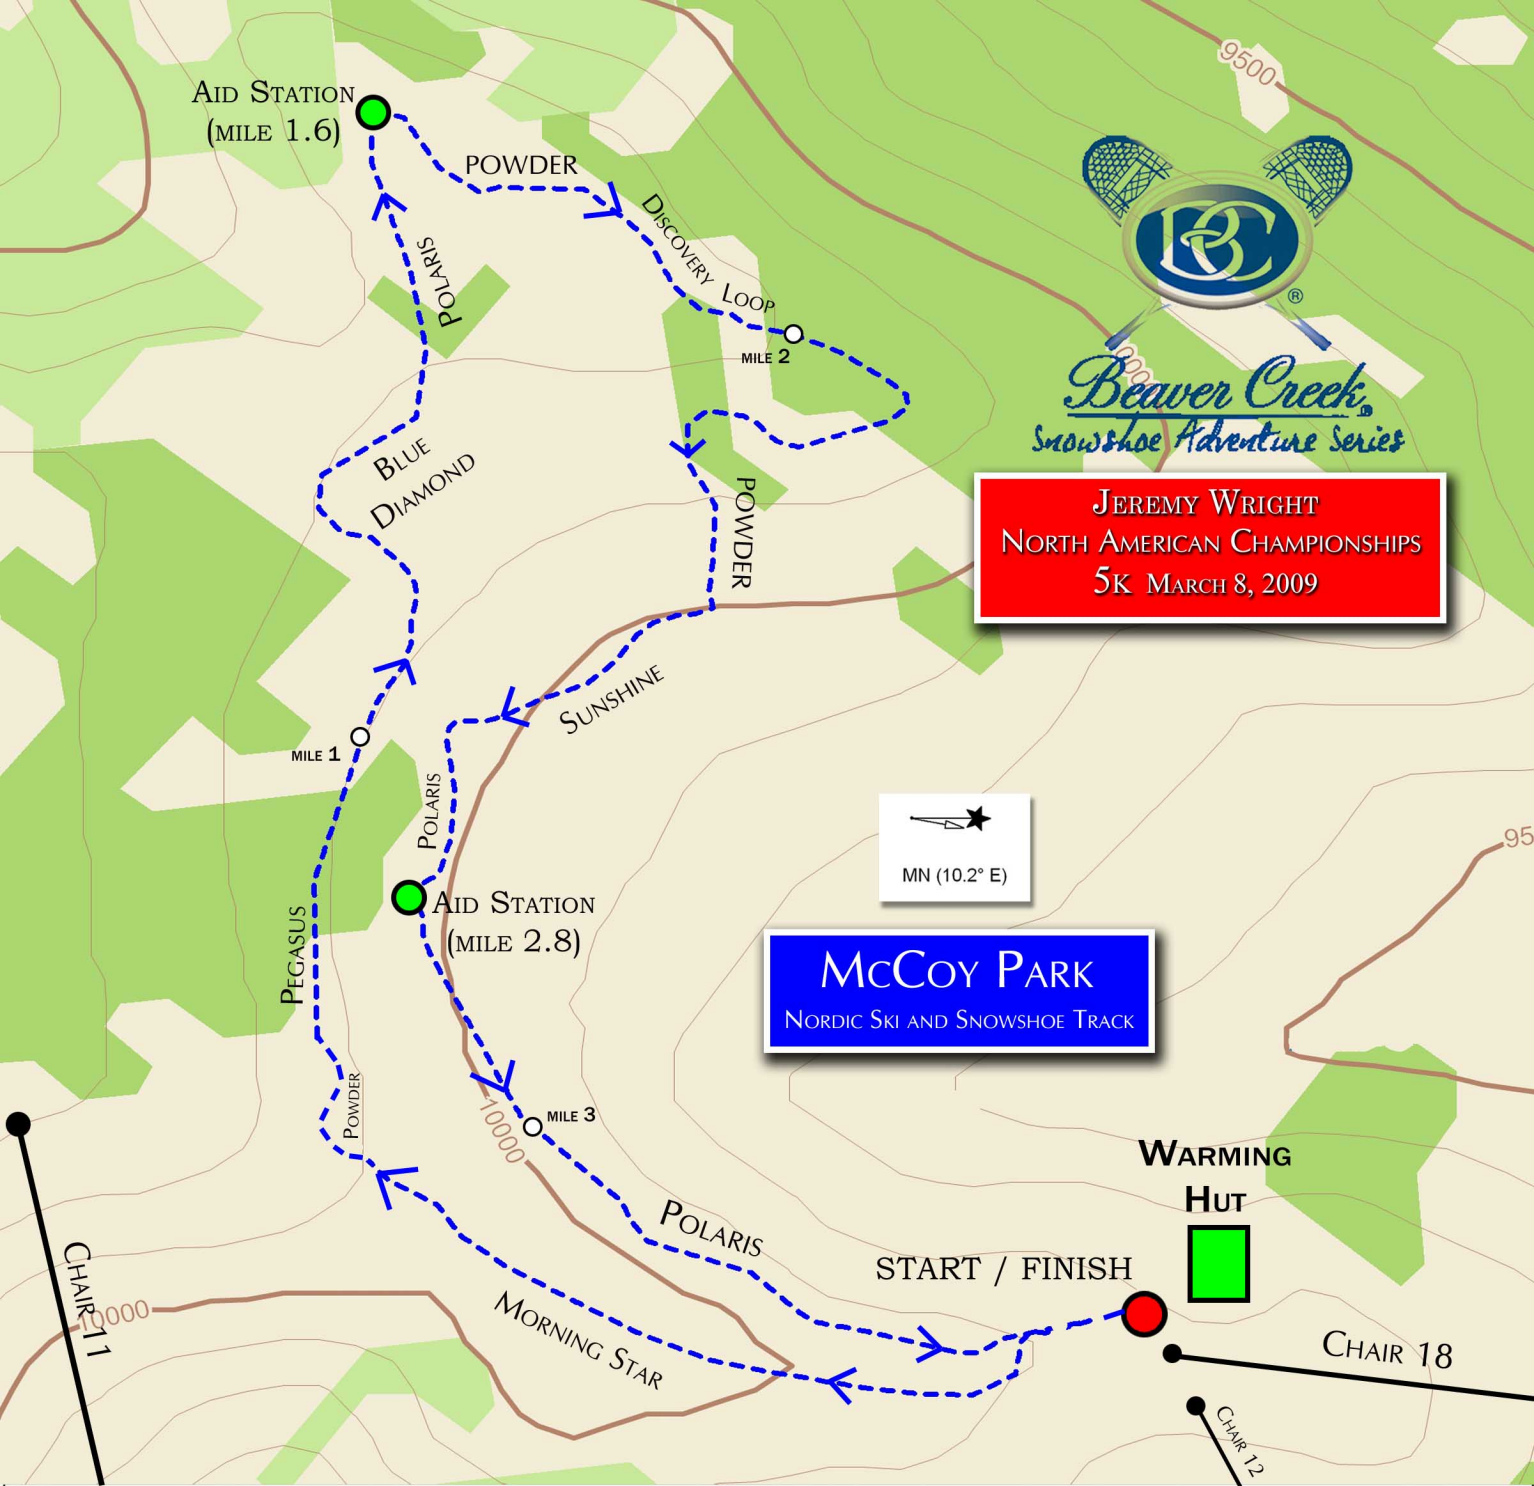 9500
AID STATION
(MILE 1.6)
POWDER
DISCOVERY LOOP
POLARIS
MILE 2
BC
®
Beaver Creek®
Snowshoe Adventure Series
BLUE
DIAMOND
POWDER
JEREMY WRIGHT
NORTH AMERICAN CHAMPIONSHIPS
5K MARCH 8, 2009
SUNSHINE
MILE 1
POLARIS
MN (10.2° E)
95
AID STATION
(MILE 2.8)
PEGASUS
MCCOY PARK
NORDIC SKI AND SNOWSHOE TRACK
POWDER
10000
MILE 3
WARMING
HUT
POLARIS
START / FINISH
CHAIR 11
10000
MORNING STAR
CHAIR 18
CHAIR 12